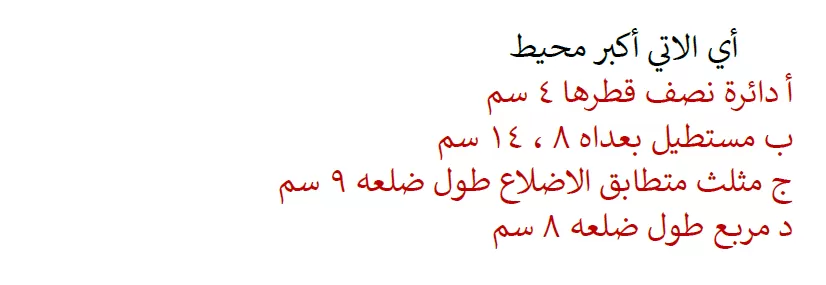 أي الاتي أكبر محيط
أ دائرة نصف قطرها ٤ سم
ب مستطيل بعداه ٨ ، ١٤ سم
ج مثلث متطابق الاضلاع طول ضلعه ٩ سم
د مربع طول ضلعه ٨ سم